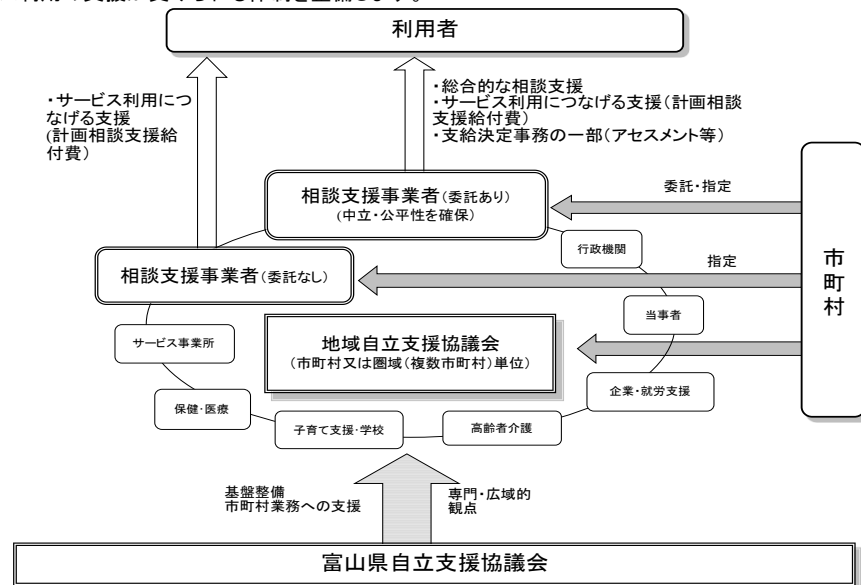 利用者
・サービス利用につ
なげる支援
(計画相談支援給
付費)
・総合的な相談支援
・サービス利用につなげる支援(計画相談
支援給付費)
・支給決定事務の一部(アセスメント等)
相談支援事業者(委託あり)
(中立・公平性を確保)
委託・指定
行政機関
相談支援事業者(委託なし)
指定
市町村
当事者
サービス事業所
地域自立支援協議会
(市町村又は圏域(複数市町村)単位)
企業・就労支援
保健・医療
子育て支援・学校
高齢者介護
基盤整備
市町村業務への支援
専門・広域的
観点
富山県自立支援協議会